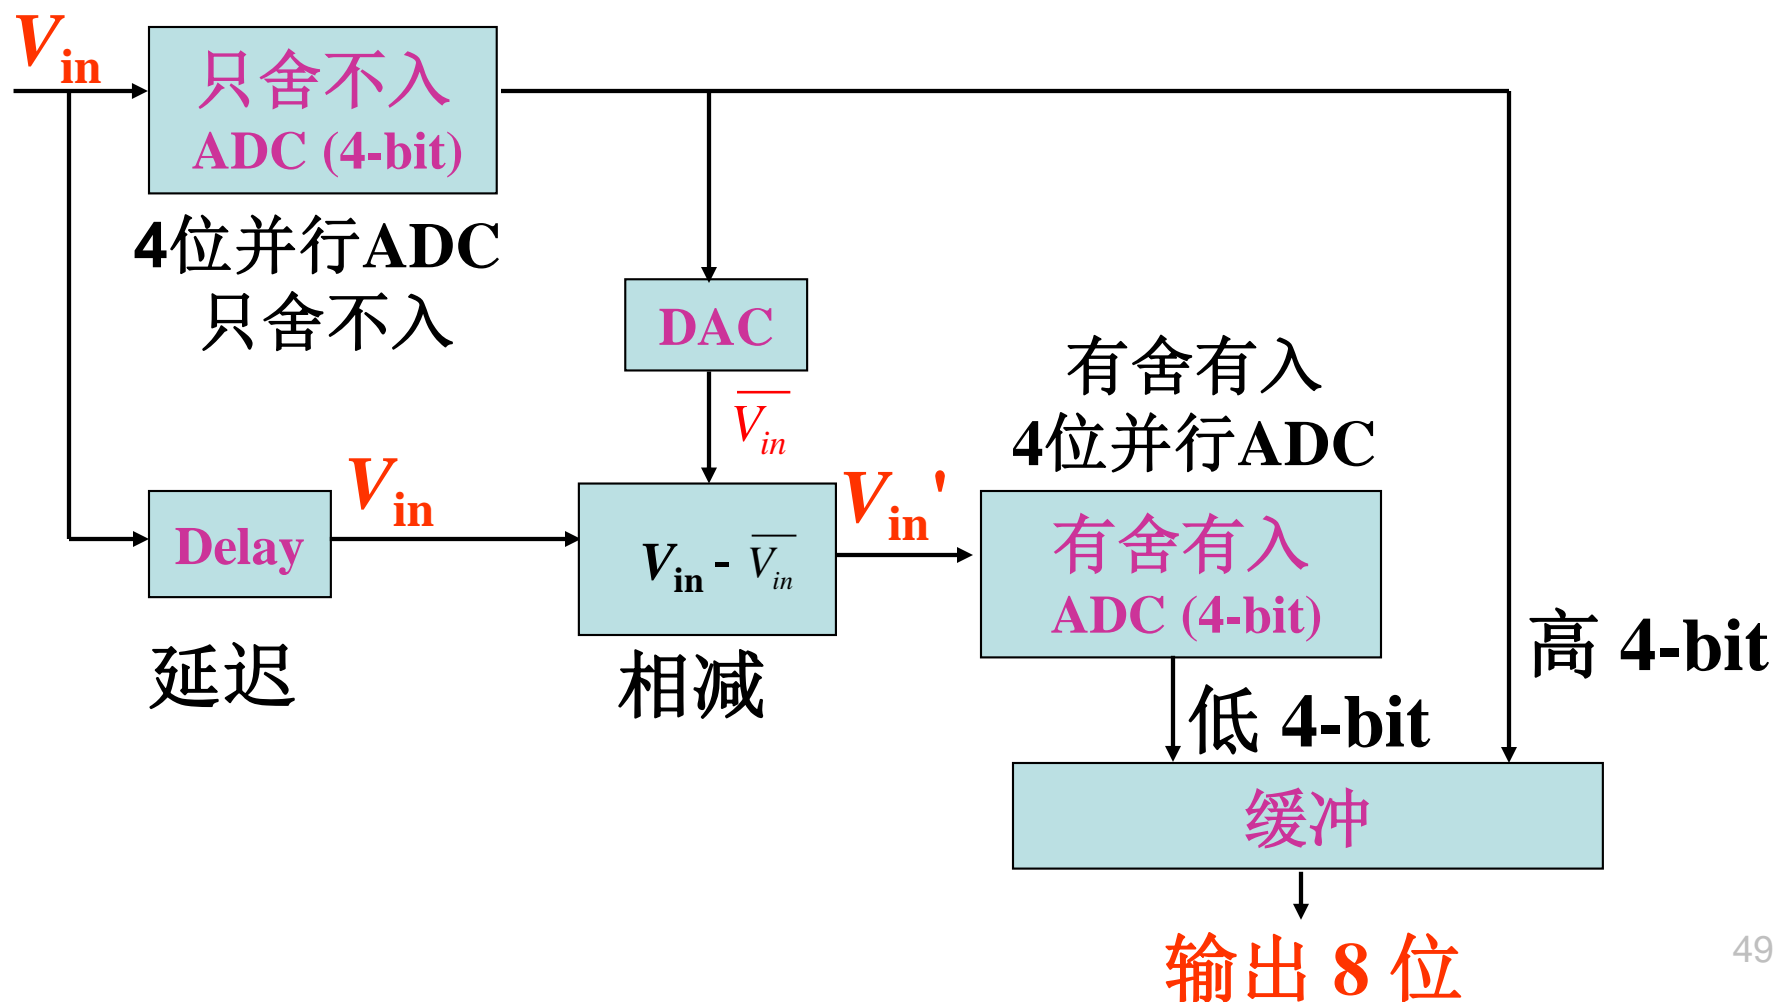 Vin
只舍不入
ADC (4-bit)
4位并行ADC
只舍不入
DAC
Vin
有舍有入
4位并行ADC
Delay
Vin
Vin - Vin
Vin'
有舍有入
ADC (4-bit)
延迟
相减
低 4-bit
高 4-bit
缓冲
输出 8 位
49